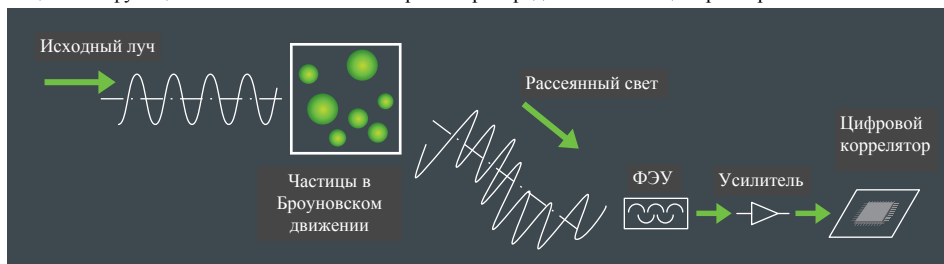 Исходный луч
Рассеянный свет
Частицы в
Броуновском
движении
ФЭУ
Усилитель
Цифровой
коррелятор